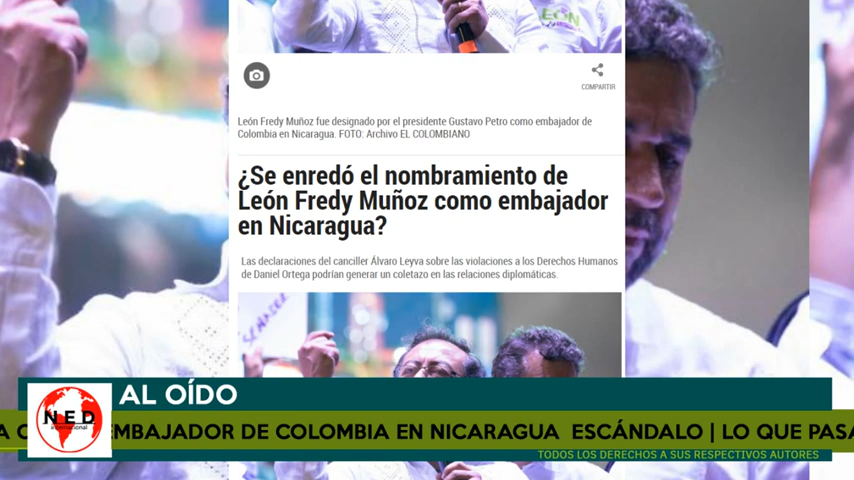 LEÓN
COMPARTIR
León Fredy Muñoz fue designado por el presidente Gustavo Petro como embajador de
Colombia en Nicaragua. FOTO: Archivo EL COLOMBIANO
¿Se enredó el nombramiento de
León Fredy Muñoz como embajador
en Nicaragua?
Las declaraciones del canciller Álvaro Leyva sobre las violaciones a los Derechos Humanos
de Daniel Ortega podrían generar un coletazo en las relaciones diplomáticas.
SENADOR
AL OÍDO
NED
internacional
EMBAJADOR DE COLOMBIA EN NICARAGUA ESCÁNDALO | LO QUE PASA
TODOS LOS DERECHOS A SUS RESPECTIVOS AUTORES